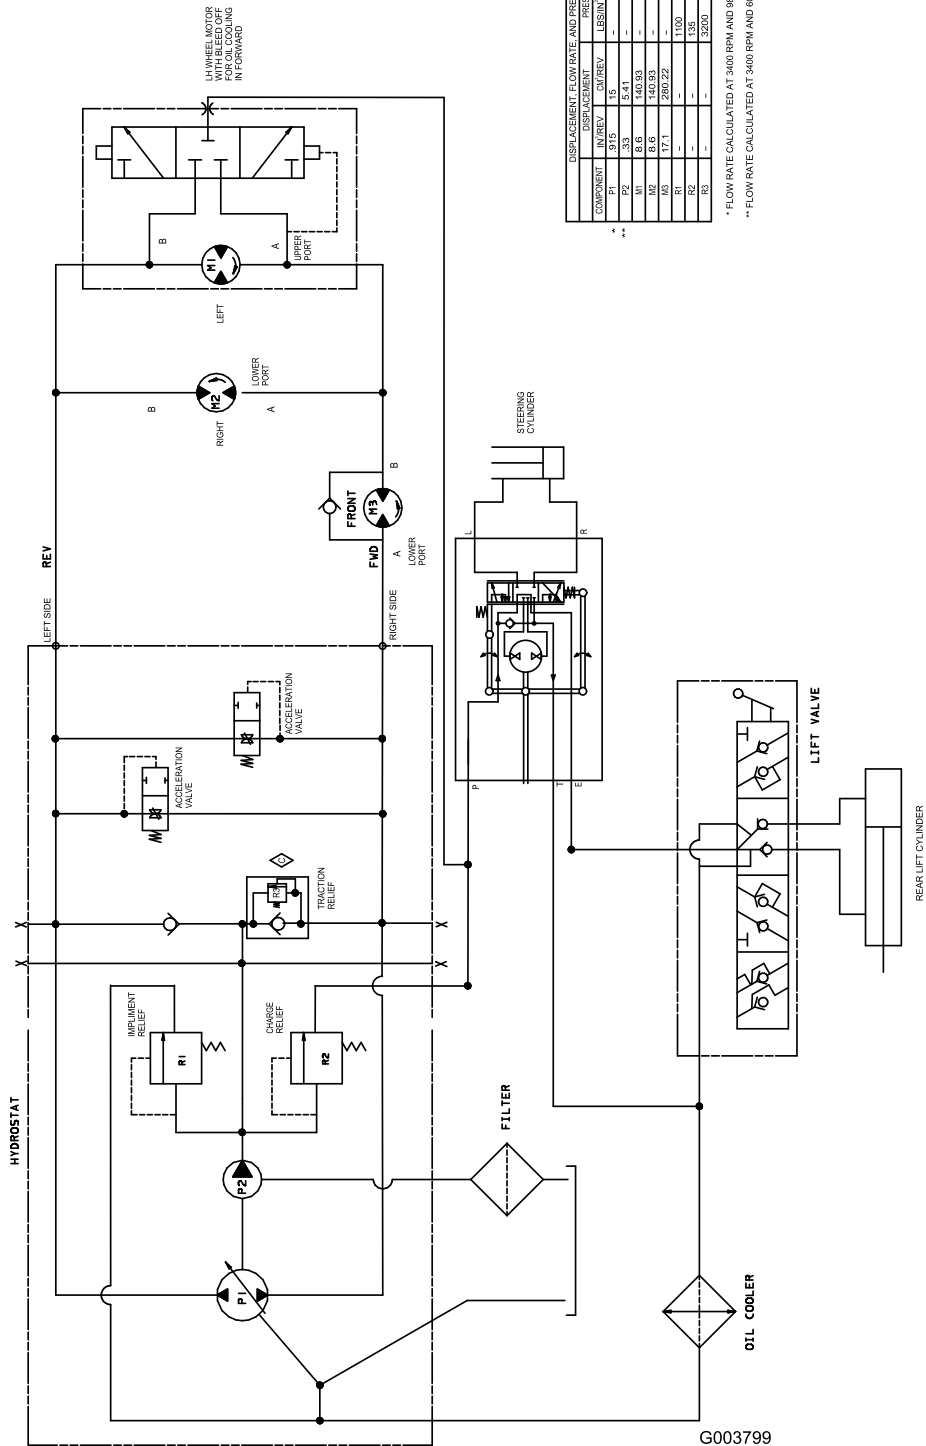 LH WHEEL MOTOR
WITH BLEED OFF
FOR OIL COOLING
IN FORWARD
B
A
UPPER
PORT
M1
LEFT
LOWER
PORT
M2
B
A
RIGHT
B
FRONT
M3
FWD
A
LOWER
PORT
REV
LEFT SIDE
RIGHT SIDE
STEERING
CYLINDER
L
R
P
T
E
ACCELERATION
VALVE
ACCELERATION
VALVE
C
R3
TRACTION
RELIEF
IMPLIMENT
RELIEF
R1
CHARGE
RELIEF
R2
HYDROSTAT
P2
P1
FILTER
OIL COOLER
LIFT VALVE
REAR LIFT CYLINDER
DISPLACEMENT, FLOW RATE, AND PRE
DISPLACEMENT PRES
COMPONENT IN³/REV CM³/REV LBS/IN
* P1 .915 15 –
** P2 .33 5.41 –
M1 8.6 140.93 –
M2 8.6 140.93 –
M3 17.1 280.22 –
R1 – – 1100
R2 – – 135
R3 – – 3200
* FLOW RATE CALCULATED AT 3400 RPM AND 98
** FLOW RATE CALCULATED AT 3400 RPM AND 6
G003799